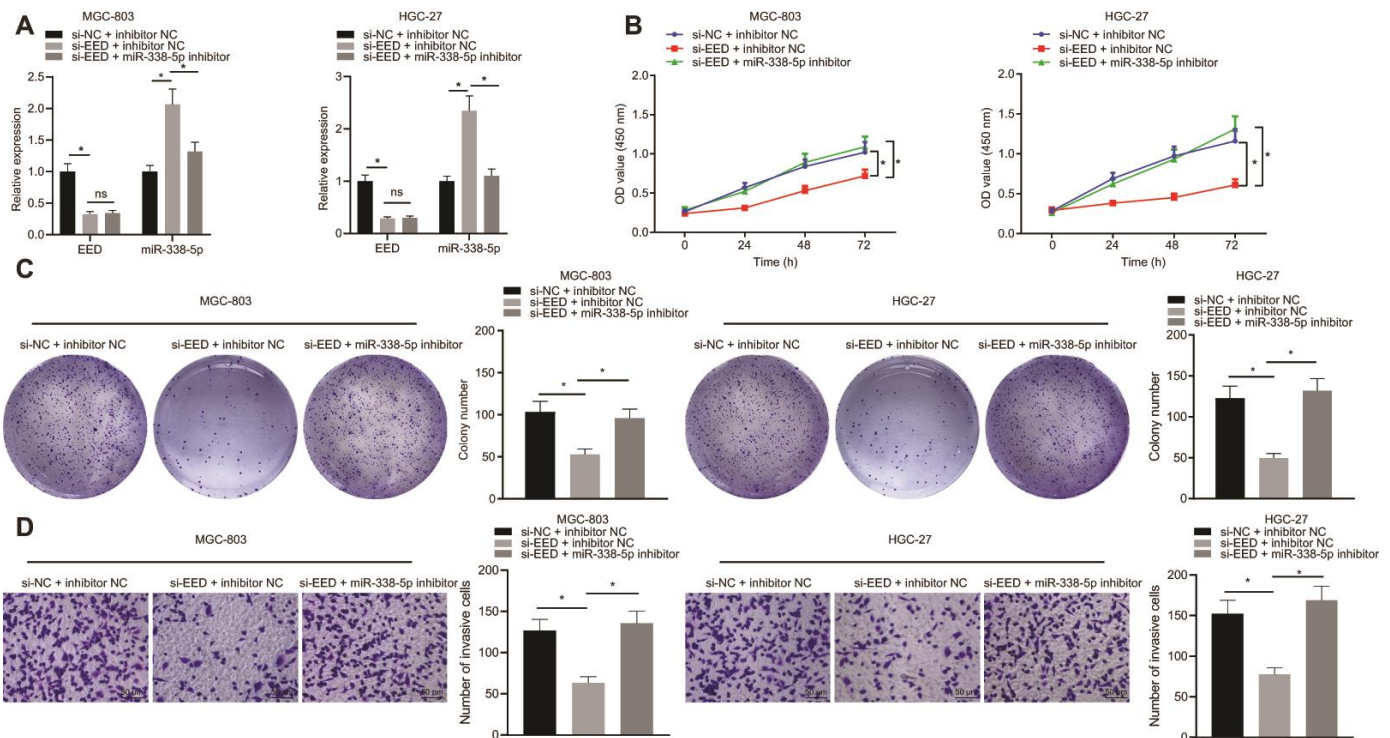 A
MGC-803
si-NC + inhibitor NC
si-EED + inhibitor NC
si-EED + miR-338-5p inhibitor
Relative expression
2.5
2.0
1.5
1.0
0.5
0.0
*
ns
*
*
EED
miR-338-5p
HGC-27
si-NC + inhibitor NC
si-EED + inhibitor NC
si-EED + miR-338-5p inhibitor
Relative expression
3
2
1
0
*
ns
*
*
EED
miR-338-5p
B
MGC-803
si-NC + inhibitor NC
si-EED + inhibitor NC
si-EED + miR-338-5p inhibitor
OD value (450 nm)
2.0
1.5
1.0
0.5
0.0
*
*
0
24
48
72
Time (h)
HGC-27
si-NC + inhibitor NC
si-EED + inhibitor NC
si-EED + miR-338-5p inhibitor
OD value (450 nm)
2.0
1.5
1.0
0.5
0.0
*
*
0
24
48
72
Time (h)
C
MGC-803
si-NC + inhibitor NC
si-EED + inhibitor NC
si-EED + miR-338-5p inhibitor
MGC-803
si-NC + inhibitor NC
si-EED + inhibitor NC
si-EED + miR-338-5p inhibitor
Colony number
200
150
100
50
0
*
*
HGC-27
si-NC + inhibitor NC
si-EED + inhibitor NC
si-EED + miR-338-5p inhibitor
HGC-27
si-NC + inhibitor NC
si-EED + inhibitor NC
si-EED + miR-338-5p inhibitor
Colony number
200
150
100
50
0
*
*
D
MGC-803
si-NC + inhibitor NC
si-EED + inhibitor NC
si-EED + miR-338-5p inhibitor
50 μm
50 μm
50 μm
MGC-803
si-NC + inhibitor NC
si-EED + inhibitor NC
si-EED + miR-338-5p inhibitor
Number of invasive cells
200
150
100
50
0
*
*
HGC-27
si-NC + inhibitor NC
si-EED + inhibitor NC
si-EED + miR-338-5p inhibitor
50 μm
50 μm
50 μm
HGC-27
si-NC + inhibitor NC
si-EED + inhibitor NC
si-EED + miR-338-5p inhibitor
Number of invasive cells
200
150
100
50
0
*
*